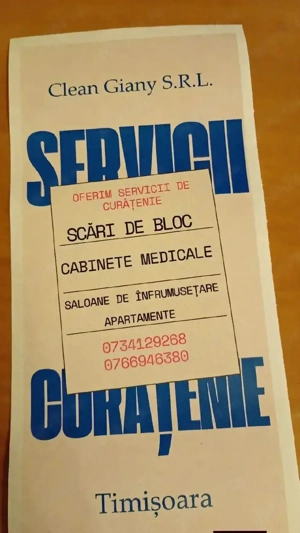 Clean Giany S.R.L.
SERVICII
OFERIM SERVICII DE
CURĂȚENIE
SCĂRI DE BLOC
CABINETE MEDICALE
SALOANE DE ÎNFRUMUSEȚARE
APARTAMENTE
0734129268
0766946380
CURĂȚENIE
Timișoara